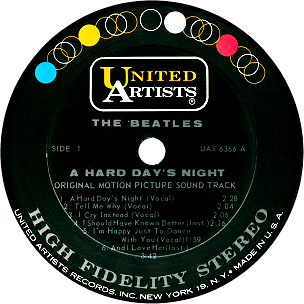 UNITED
ARTISTS
®
THE BEATLES
SIDE 1 UAS 6366 A
A HARD DAY'S NIGHT
ORIGINAL MOTION PICTURE SOUND TRACK
1. A Hard Day's Night (Vocal) 2:28
2. Tell Me Why (Vocal) 2:04
3. I Cry Instead (Vocal) 2:06
4. I Should Have Known Better (Inst.) 2:16
5. I'm Happy Just To Dance
With You (Vocal) 1:59
6. And I Love Her (Inst.)
3:42
HIGH FIDELITY STEREO
UNITED ARTISTS RECORDS, INC. NEW YORK 19, N.Y. • MADE IN U.S.A.